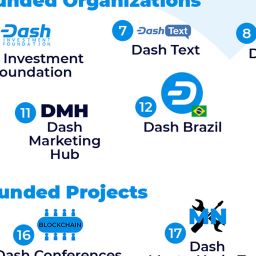 unded Organizations
Dash
INVESTMENT
FOUNDATION
7 Dash Text
8
Dash Text
Investment
oundation
11 DMH
12
Dash
Marketing
Hub
Dash Brazil
unded Projects
16 BLOCKCHAIN
17 MN
Dash Conferences
Dash